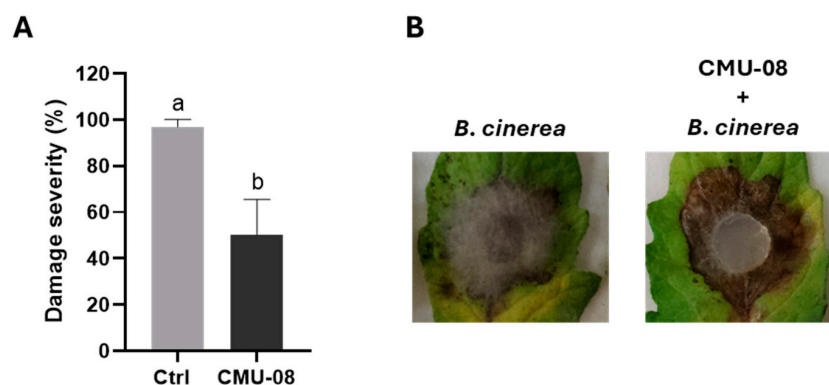 A
Damage severity (%)
120
100
80
60
40
20
0
a
b
Ctrl
CMU-08
B
B. cinerea
CMU-08
+
B. cinerea